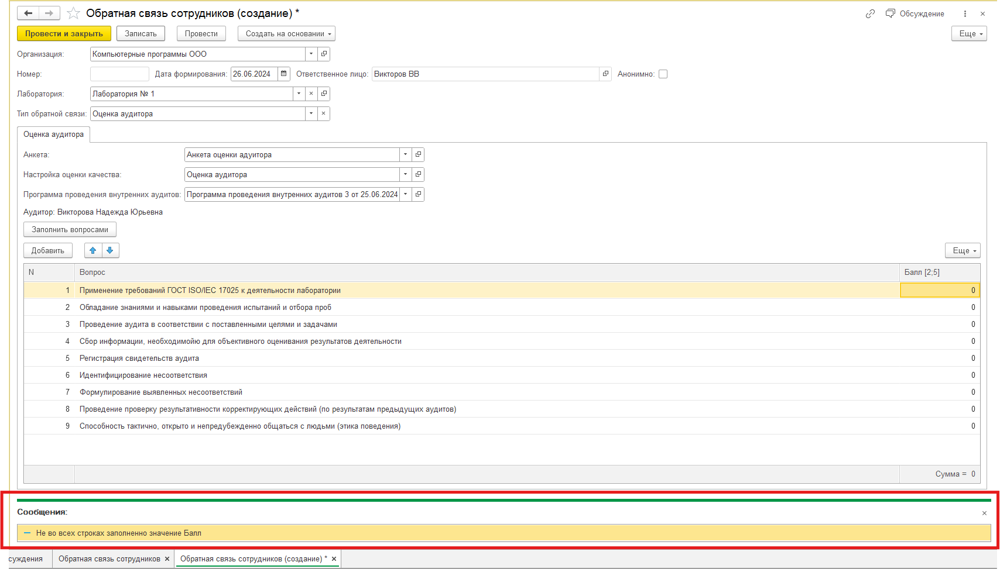 Обратная связь сотрудников (создание) *
Обсуждение
Провести и закрыть Записать Провести Создать на основании Еще
Организация: Компьютерные программы ООО
Номер: Дата формирования: 26.06.2024 Ответственное лицо: Викторов ВВ Анонимно:
Лаборатория: Лаборатория № 1
Тип обратной связи: Оценка аудитора
Оценка аудитора
Анкета: Анкета оценки адуитора
Настройка оценки качества: Оценка аудитора
Программа проведения внутренних аудитов: Программа проведения внутренних аудитов 3 от 25.06.2024
Аудитор: Викторова Надежда Юрьевна
Заполнить вопросами
Добавить Еще
N Вопрос Балл [2;5]
1 Применение требований ГОСТ ISO/IEC 17025 к деятельности лаборатории 0
2 Обладание знаниями и навыками проведения испытаний и отбора проб 0
3 Проведение аудита в соответствии с поставленными целями и задачами 0
4 Сбор информации, необходимойю для объективного оценивания результатов деятельности 0
5 Регистрация свидетельств аудита 0
6 Идентифицирование несоответствия 0
7 Формулирование выявленных несоответствий 0
8 Проведение проверку результативности корректирующих действий (по результатам предыдущих аудитов) 0
9 Способность тактично, открыто и непредубежденно общаться с людьми (этика поведения) 0
Сумма = 0
Сообщения:
Не во всех строках заполненно значение Балл
суждения Обратная связь сотрудников Обратная связь сотрудников (создание) *